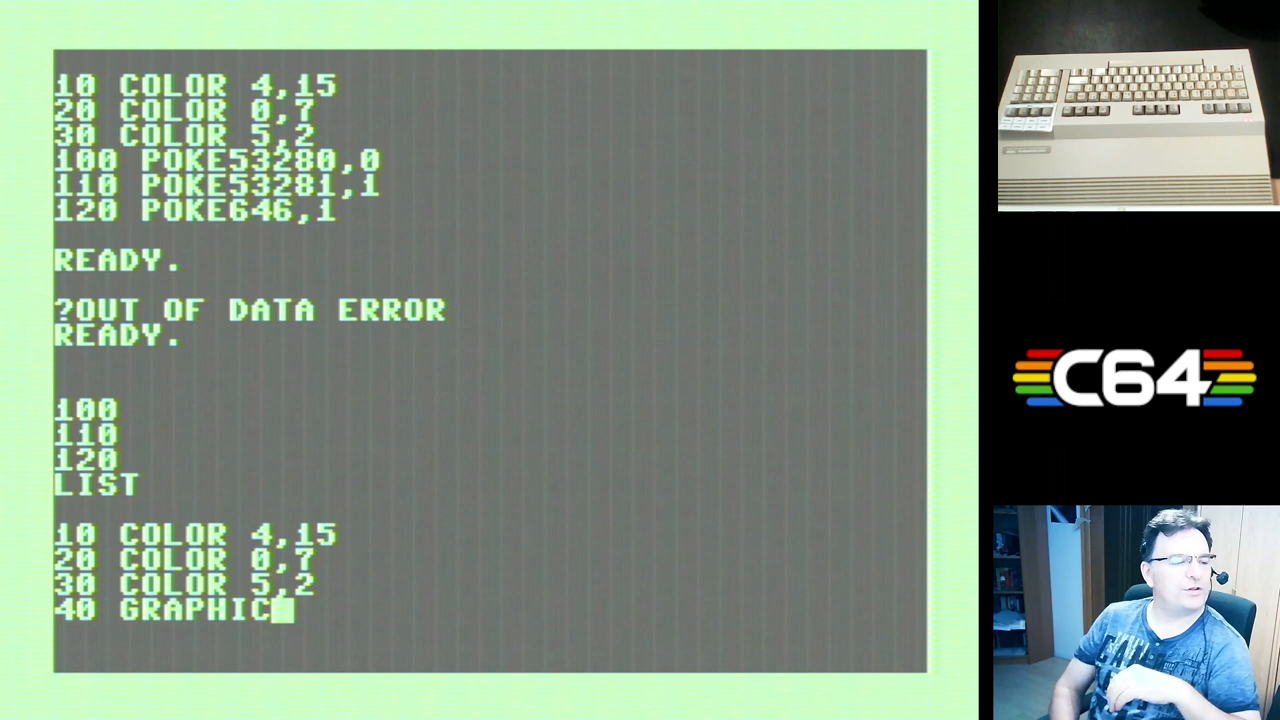 10 COLOR 4,15
20 COLOR 0,7
30 COLOR 5,2
100 POKE53280,0
110 POKE53281,1
120 POKE646,1
READY.
?OUT OF DATA ERROR
READY.
100
110
120
LIST
10 COLOR 4,15
20 COLOR 0,7
30 COLOR 5,2
40 GRAPHIC
C64